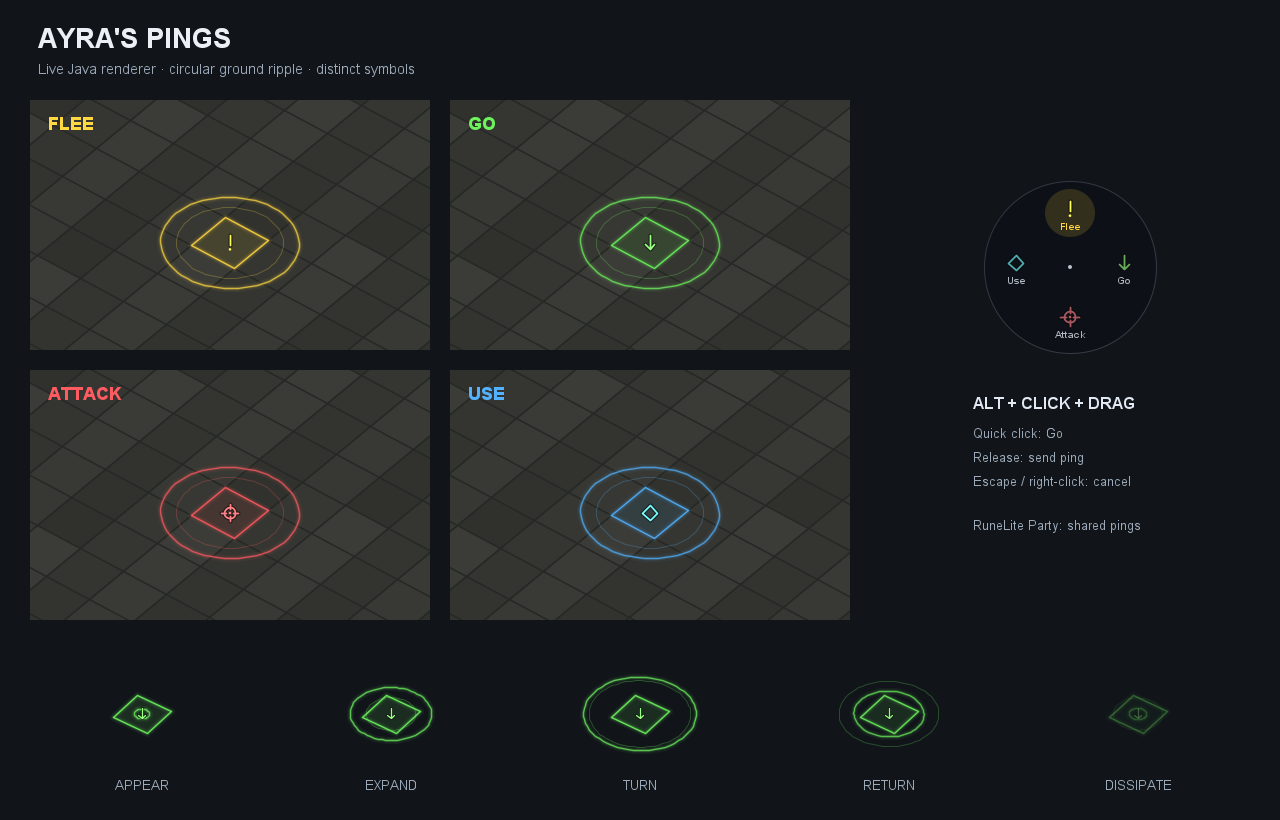 AYRA'S PINGS
Live Java renderer · circular ground ripple · distinct symbols
FLEE
GO
!
!
Flee
Use
Go
Attack
ATTACK
USE
ALT + CLICK + DRAG
Quick click: Go
Release: send ping
Escape / right-click: cancel
RuneLite Party: shared pings
APPEAR
EXPAND
TURN
RETURN
DISSIPATE